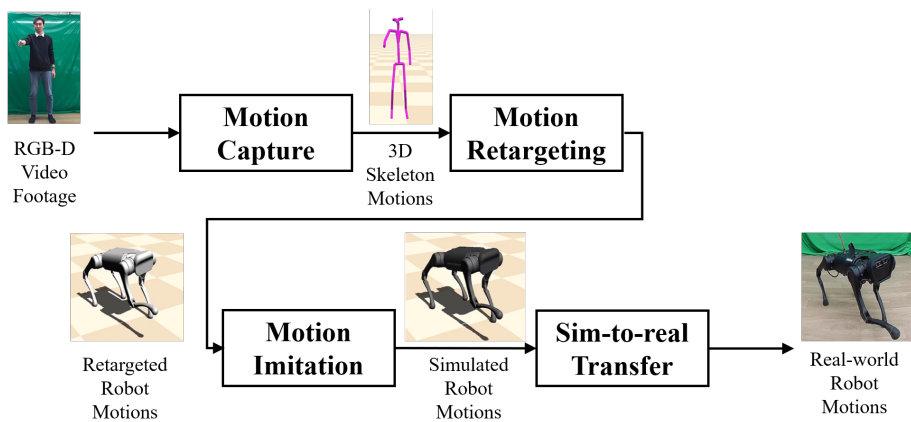 RGB-D
Video
Footage
Motion
Capture
3D
Skeleton
Motions
Motion
Retargeting
Retargeted
Robot
Motions
Motion
Imitation
Simulated
Robot
Motions
Sim-to-real
Transfer
Real-world
Robot
Motions